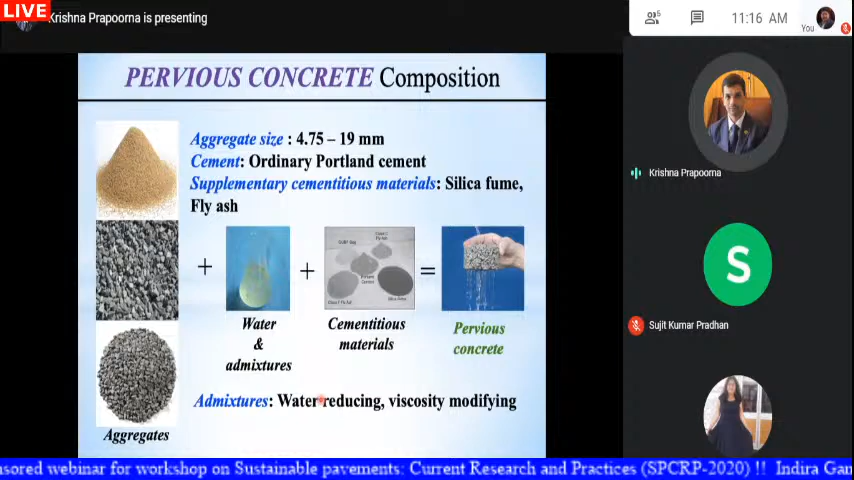 LIVE
Krishna Prapoorna is presenting
5
11:16 AM
You
PERVIOUS CONCRETE Composition
Aggregate size : 4.75 – 19 mm
Cement: Ordinary Portland cement
Supplementary cementitious materials: Silica fume,
Fly ash
+
+
=
Water
&
admixtures
Cementitious
materials
Pervious
concrete
Admixtures: Water reducing, viscosity modifying
Aggregates
Krishna Prapoorna
S
Sujit Kumar Pradhan
nsored webinar for workshop on Sustainable pavements: Current Research and Practices (SPCRP-2020) !! Indira Gan